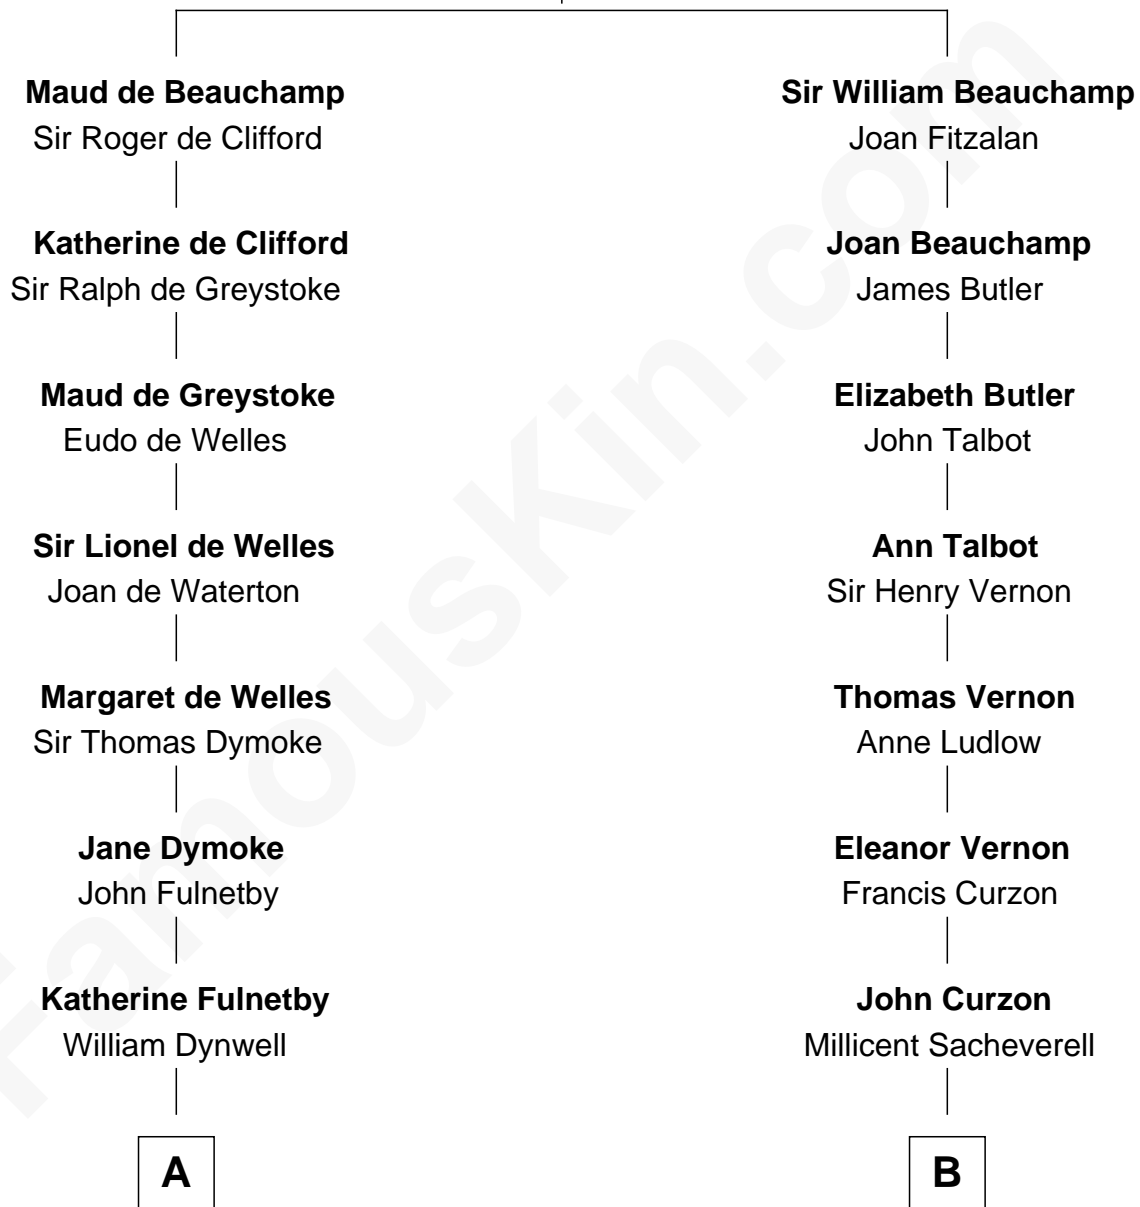 Maud de Beauchamp
Sir Roger de Clifford
Katherine de Clifford
Sir Ralph de Greystoke
Maud de Greystoke
Eudo de Welles
Sir Lionel de Welles
Joan de Waterton
Margaret de Welles
Sir Thomas Dymoke
Jane Dymoke
John Fulnetby
Katherine Fulnetby
William Dynwell
A
Sir William Beauchamp
Joan Fitzalan
Joan Beauchamp
James Butler
Elizabeth Butler
John Talbot
Ann Talbot
Sir Henry Vernon
Thomas Vernon
Anne Ludlow
Eleanor Vernon
Francis Curzon
John Curzon
Millicent Sacheverell
B
FamousKin.com